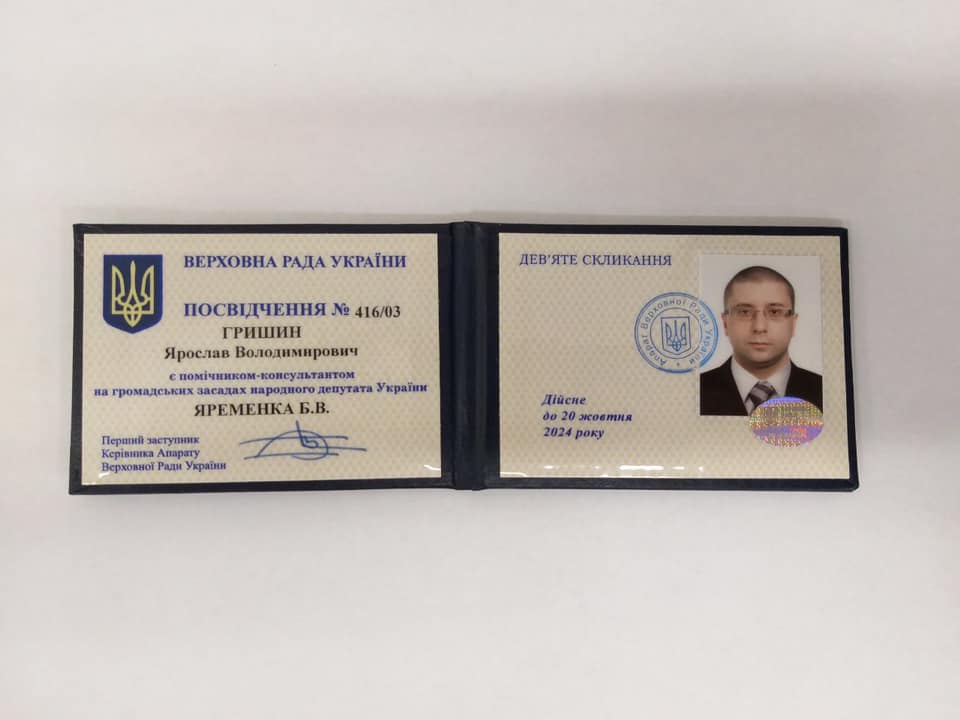 ВЕРХОВНА РАДА УКРАЇНИ
ПОСВІДЧЕННЯ № 416/03
ГРИШИН
Ярослав Володимирович
є помічником-консультантом
на громадських засадах народного депутата України
ЯРЕМЕНКА Б.В.
Перший заступник
Керівника Апарату
Верховної Ради України
ДЕВ'ЯТЕ СКЛИКАННЯ
Апарат Верховної Ради України
Дійсне
до 20 жовтня
2024 року